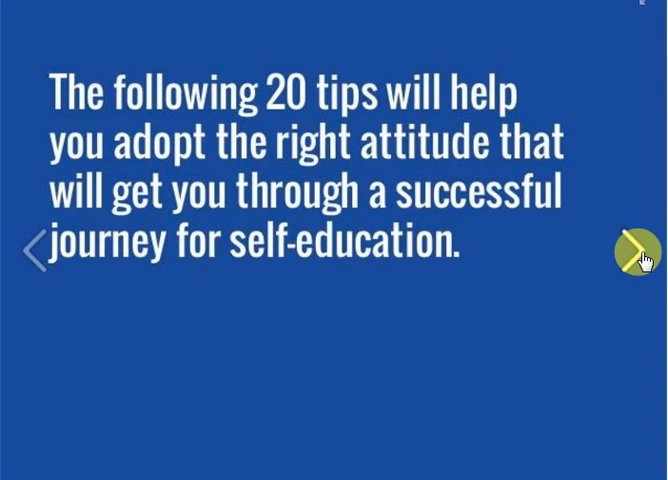 The following 20 tips will help
you adopt the right attitude that
will get you through a successful
journey for self-education.